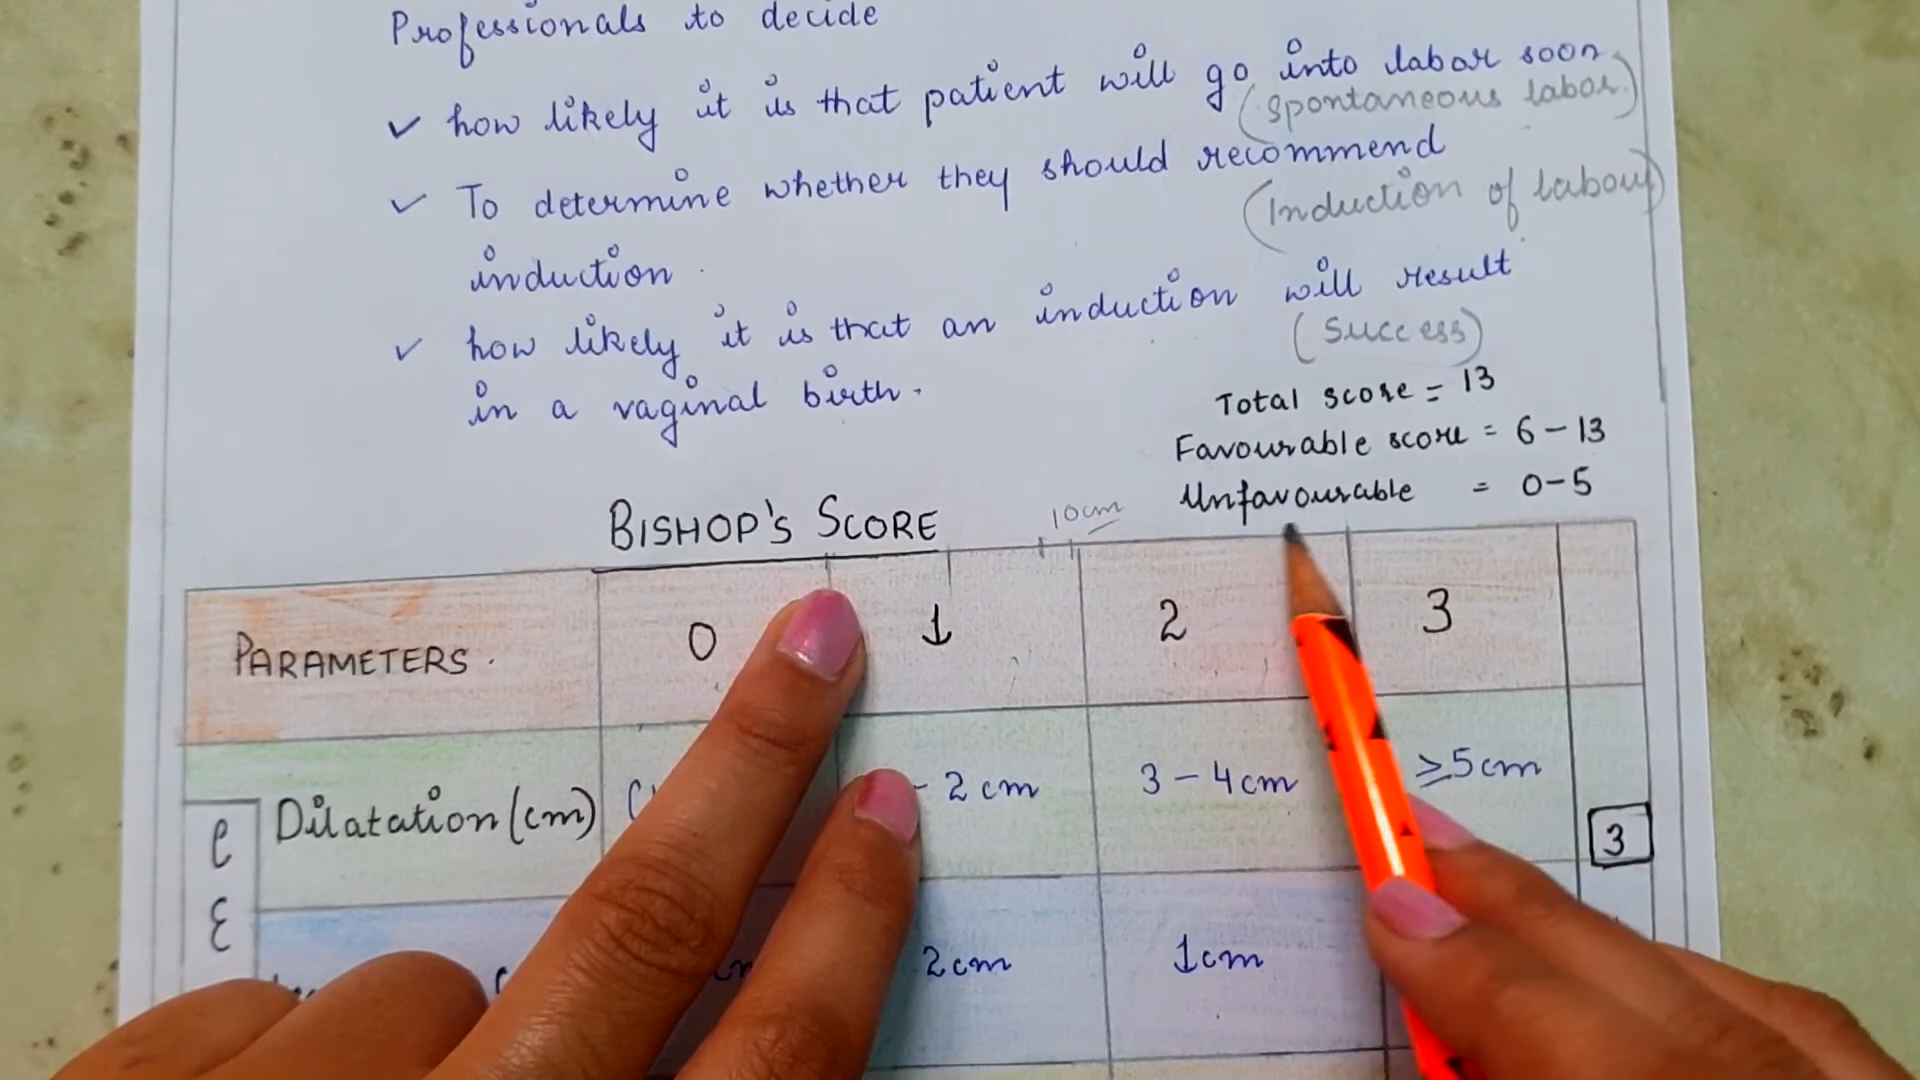 Professionals to decide
✓ how likely it is that patient will go into labor soon
(spontaneous labor)
✓ To determine whether they should recommend
(Induction of labour)
induction.
✓ how likely it is that an induction will result
(Success)
in a vaginal birth.
Total score = 13
Favourable score = 6-13
Unfavourable = 0-5
BISHOP'S SCORE
10cm
PARAMETERS. 0 1 2 3
Dilatation (cm) - 2 cm 3-4cm ≥5cm
3
2cm 1cm